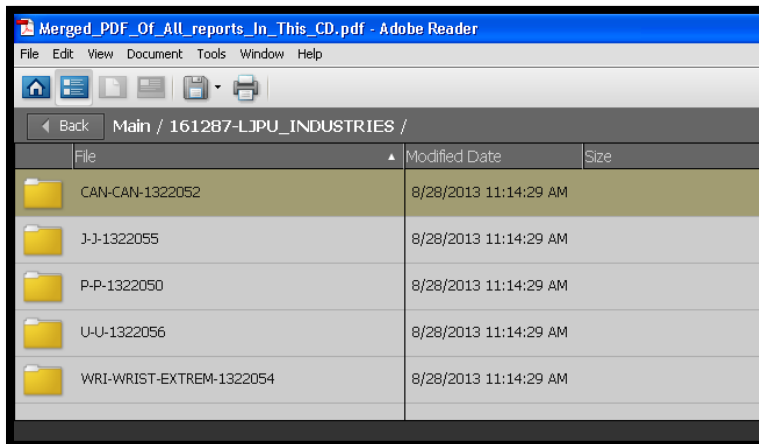 Merged_PDF_Of_All_reports_In_This_CD.pdf - Adobe Reader
File Edit View Document Tools Window Help
Back Main / 161287-LJPU_INDUSTRIES /
File Modified Date Size
CAN-CAN-1322052 8/28/2013 11:14:29 AM
J-J-1322055 8/28/2013 11:14:29 AM
P-P-1322050 8/28/2013 11:14:29 AM
U-U-1322056 8/28/2013 11:14:29 AM
WRI-WRIST-EXTREM-1322054 8/28/2013 11:14:29 AM